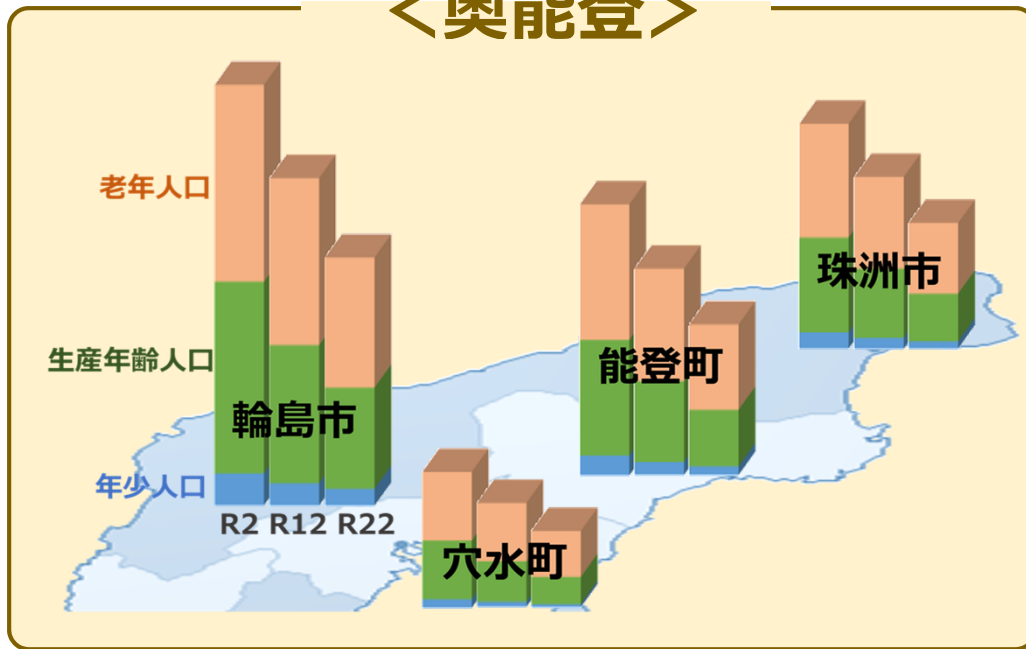 <奥能登>
老年人口
生産年齢人口
年少人口
輪島市
R2 R12 R22
穴水町
能登町
珠洲市